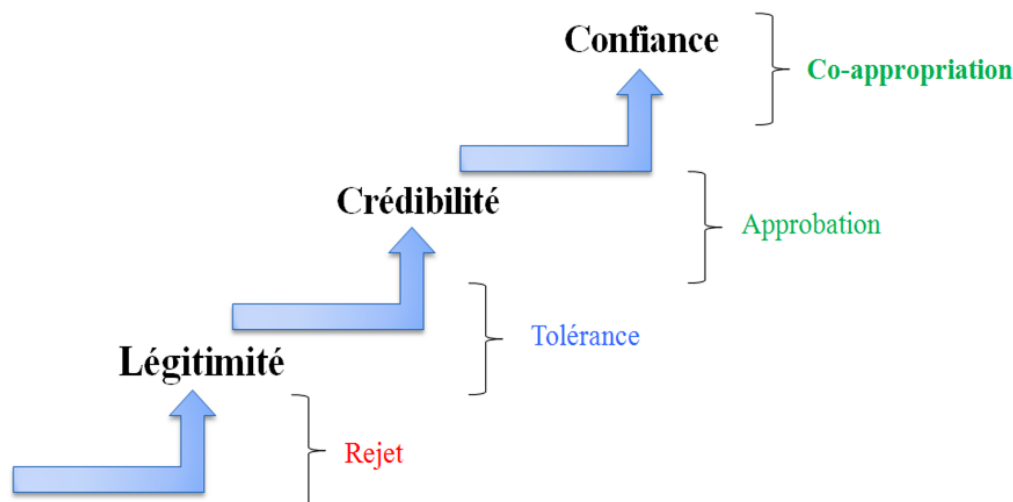 Confiance
Co-appropriation
Crédibilité
Approbation
Tolérance
Légitimité
Rejet